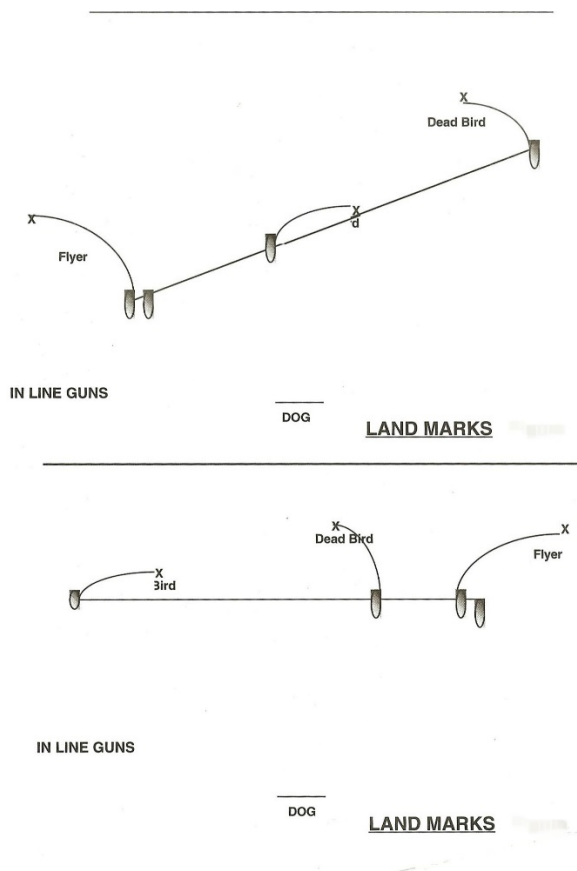 X
Dead Bird
X
X
d
Flyer
IN LINE GUNS
DOG
LAND MARKS
X
X
Dead Bird
Flyer
X
Bird
IN LINE GUNS
DOG
LAND MARKS